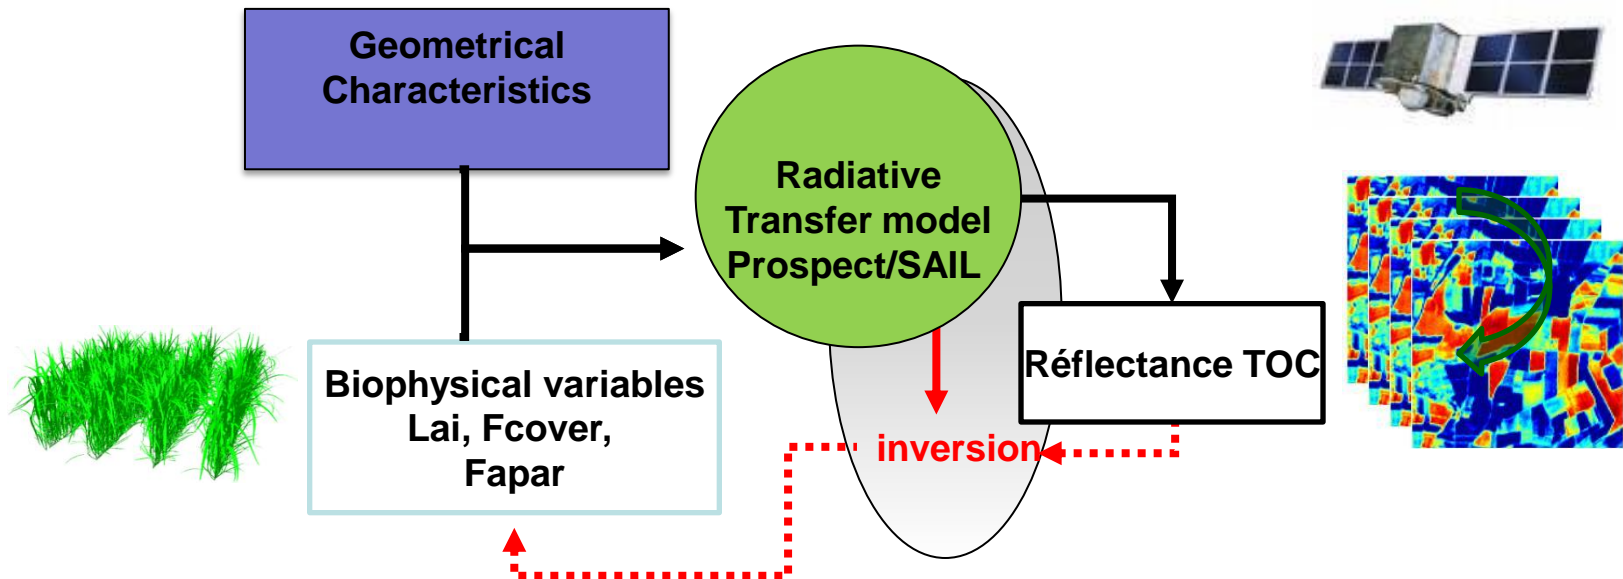 Geometrical
Characteristics
Radiative
Transfer model
Prospect/SAIL
Réflectance TOC
Biophysical variables
Lai, Fcover,
Fapar
inversion